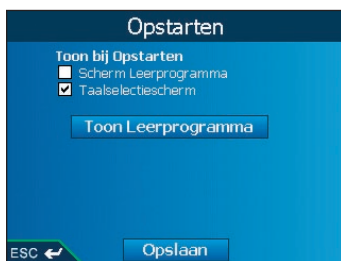 Opstarten
Toon bij Opstarten
Scherm Leerprogramma
Taalselectiescherm
Toon Leerprogramma
ESC
Opslaan